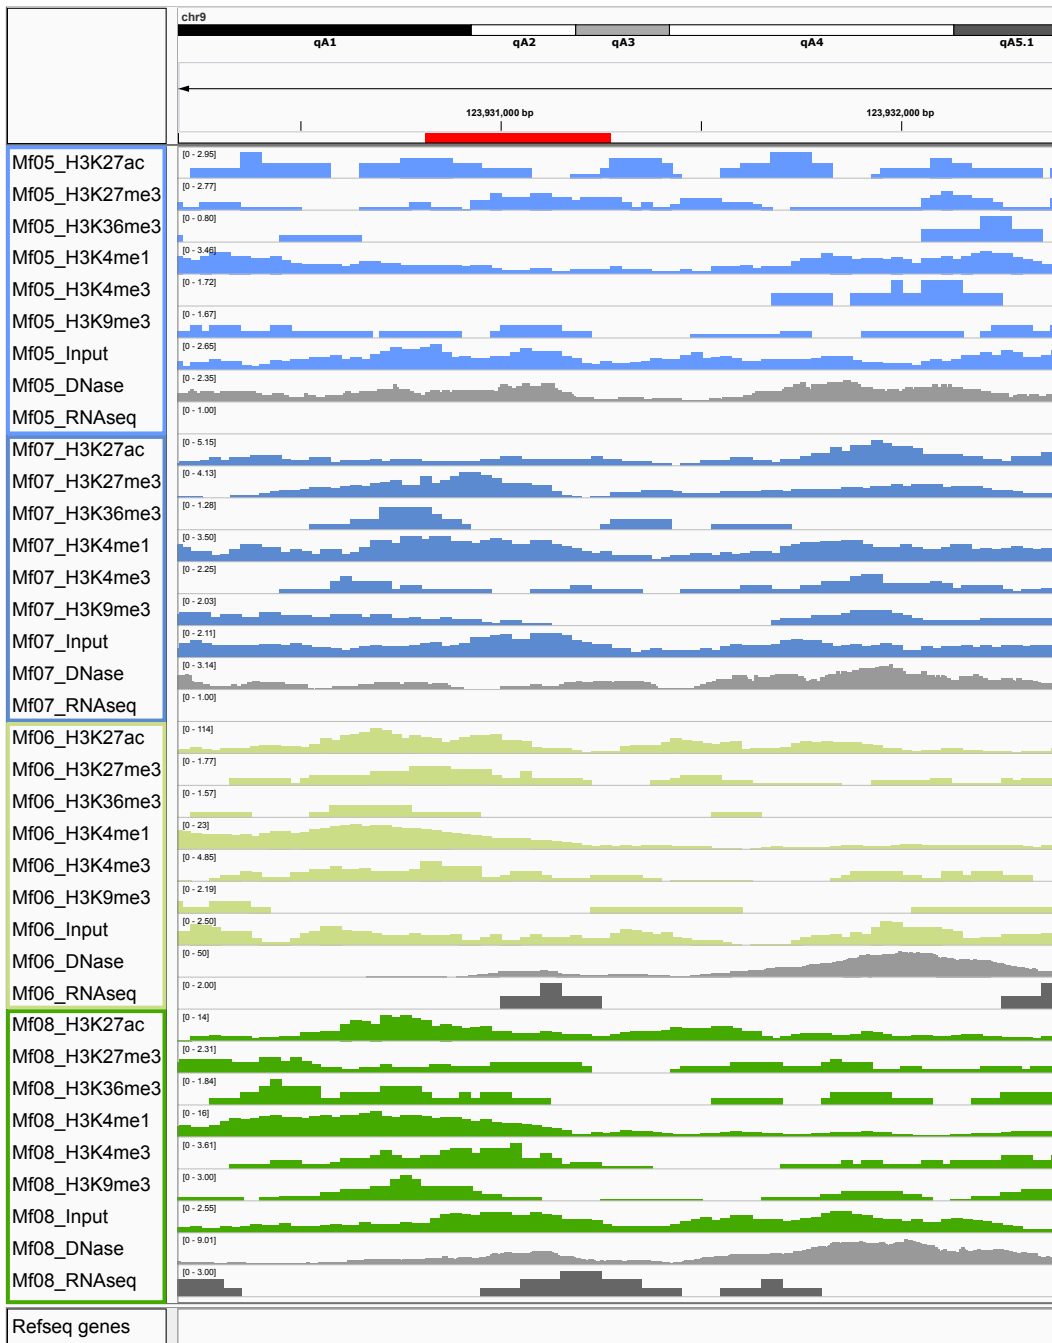 chr9
qA1 qA2 qA3 qA4 qA5.1
123,931,000 bp 123,932,000 bp
Mf05_H3K27ac [0 - 2.95]
Mf05_H3K27me3 [0 - 2.77]
Mf05_H3K36me3 [0 - 0.80]
Mf05_H3K4me1 [0 - 3.46]
Mf05_H3K4me3 [0 - 1.72]
Mf05_H3K9me3 [0 - 1.67]
Mf05_Input [0 - 2.65]
Mf05_DNase [0 - 2.35]
Mf05_RNAseq [0 - 1.00]
Mf07_H3K27ac [0 - 5.15]
Mf07_H3K27me3 [0 - 4.13]
Mf07_H3K36me3 [0 - 1.28]
Mf07_H3K4me1 [0 - 3.50]
Mf07_H3K4me3 [0 - 2.25]
Mf07_H3K9me3 [0 - 2.03]
Mf07_Input [0 - 2.11]
Mf07_DNase [0 - 3.14]
Mf07_RNAseq [0 - 1.00]
Mf06_H3K27ac [0 - 114]
Mf06_H3K27me3 [0 - 1.77]
Mf06_H3K36me3 [0 - 1.57]
Mf06_H3K4me1 [0 - 23]
Mf06_H3K4me3 [0 - 4.85]
Mf06_H3K9me3 [0 - 2.19]
Mf06_Input [0 - 2.50]
Mf06_DNase [0 - 50]
Mf06_RNAseq [0 - 2.00]
Mf08_H3K27ac [0 - 14]
Mf08_H3K27me3 [0 - 2.31]
Mf08_H3K36me3 [0 - 1.84]
Mf08_H3K4me1 [0 - 16]
Mf08_H3K4me3 [0 - 3.61]
Mf08_H3K9me3 [0 - 3.00]
Mf08_Input [0 - 2.55]
Mf08_DNase [0 - 9.01]
Mf08_RNAseq [0 - 3.00]
Refseq genes